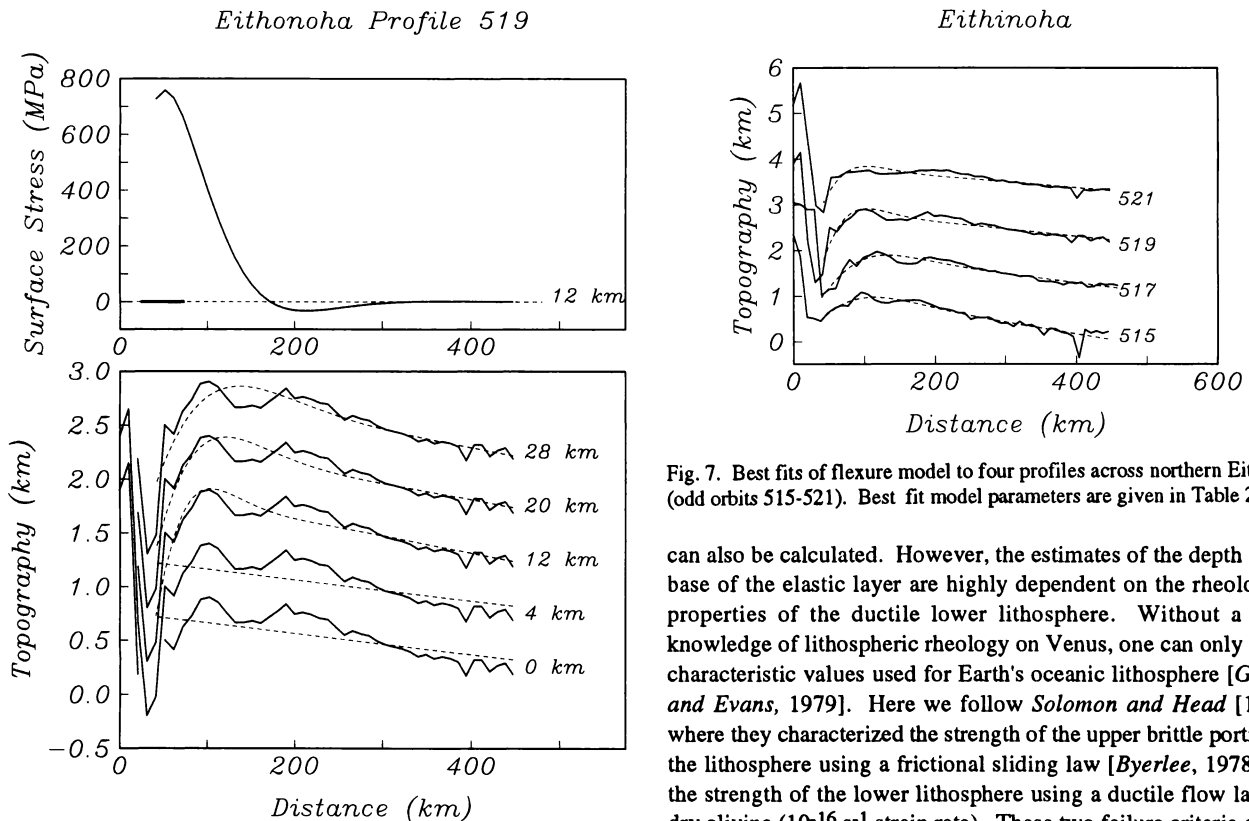 Eithonoha Profile 519
Surface Stress (MPa)
800
600
400
200
0
12 km
0
200
400
Topography (km)
3.0
2.5
2.0
1.5
1.0
0.5
0.0
−0.5
28 km
20 km
12 km
4 km
0 km
0
200
400
Distance (km)
Eithinoha
Topography (km)
6
5
4
3
2
1
0
521
519
517
515
0
200
400
600
Distance (km)
Fig. 7. Best fits of flexure model to four profiles across northern
(odd orbits 515-521). Best fit model parameters are given in Table
can also be calculated. However, the estimates of the depth
base of the elastic layer are highly dependent on the
properties of the ductile lower lithosphere. Without a
knowledge of lithospheric rheology on Venus, one can only
characteristic values used for Earth's oceanic lithosphere
and Evans, 1979]. Here we follow Solomon and Head
where they characterized the strength of the upper brittle
the lithosphere using a frictional sliding law [Byerlee, 1978
the strength of the lower lithosphere using a ductile flow